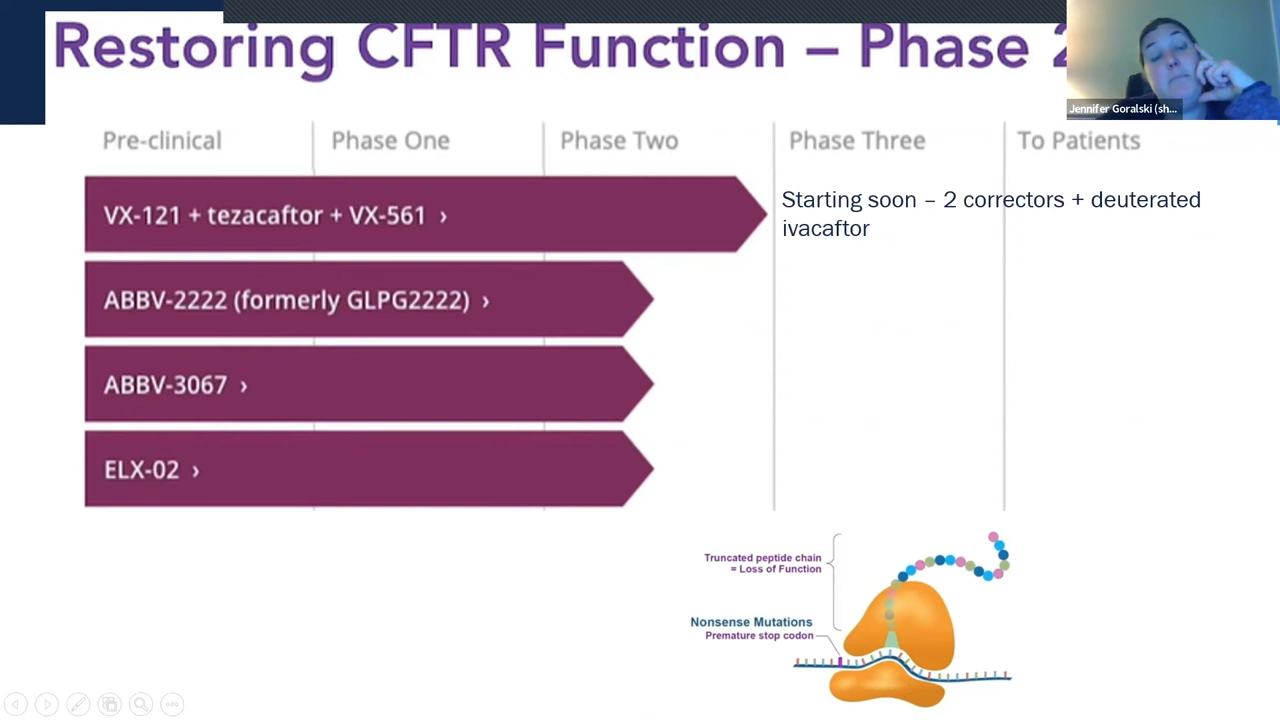 Restoring CFTR Function – Phase 2
Jennifer Goralski (sh...
Pre-clinical
Phase One
Phase Two
Phase Three
To Patients
VX-121 + tezacaftor + VX-561 ›
Starting soon – 2 correctors + deuterated
ivacaftor
ABBV-2222 (formerly GLPG2222) ›
ABBV-3067 ›
ELX-02 ›
Truncated peptide chain
= Loss of Function
Nonsense Mutations
Premature stop codon